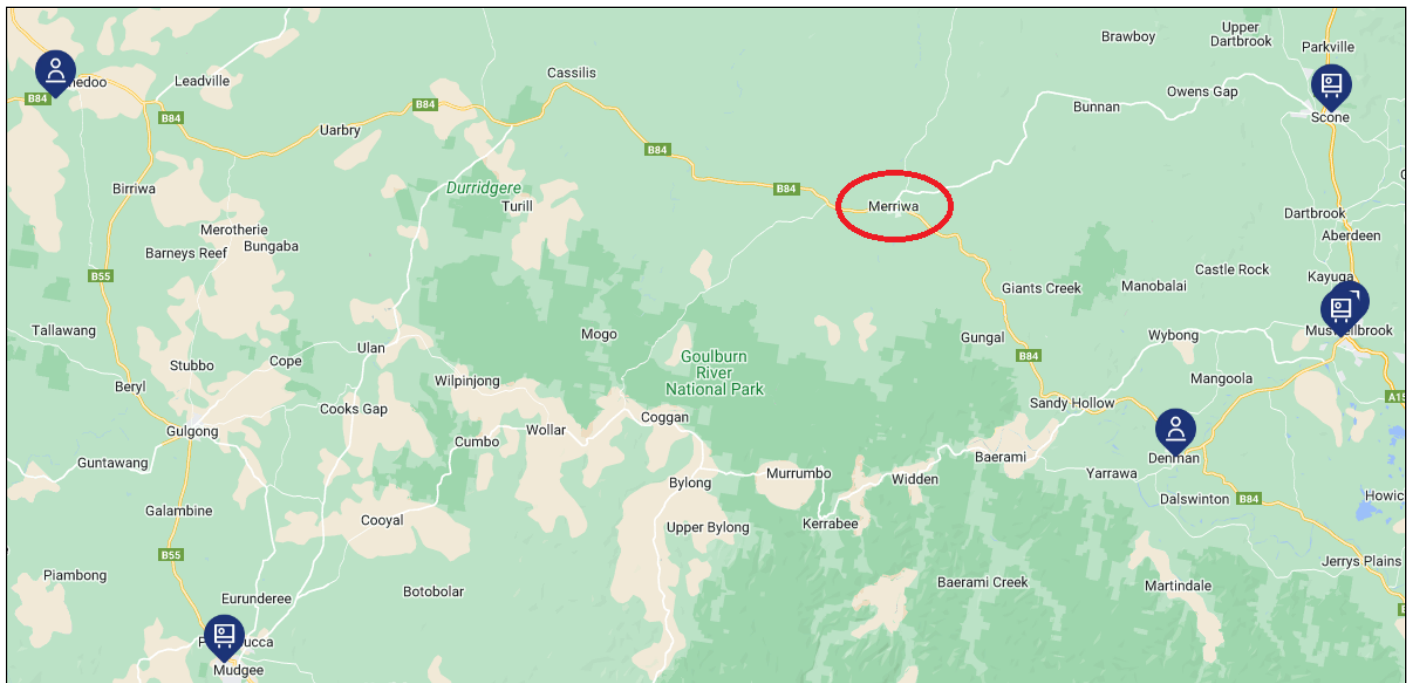 Upper
Dartbrook
Brawboy
Parkville
Cassilis
Leadville
Owens Gap
B84
B84
Bunnan
B84
Scone
Uarbry
B84
Birriwa
B84
Durridgere
Turill
Merriwa
Dartbrook
Merotherie
Bungaba
Barneys Reef
Aberdeen
B55
Castle Rock
Kayuga
Giants Creek
Manobalai
Tallawang
Mogo
Ulan
Gungal
Wybong
Stubbo
Cope
Goulburn
River
National Park
B84
Beryl
Wilpinjong
Mangoola
A15
Cooks Gap
Coggan
Sandy Hollow
Gulgong
Cumbo
Wollar
Guntawang
Baerami
Denman
Murrumbo
Widden
Yarrawa
Bylong
Galambine
Dalswinton
B84
Cooyal
Upper Bylong
Kerrabee
B55
Jerrys Plains
Piambong
Baerami Creek
Martindale
Botobolar
Eurunderee
Mudgee